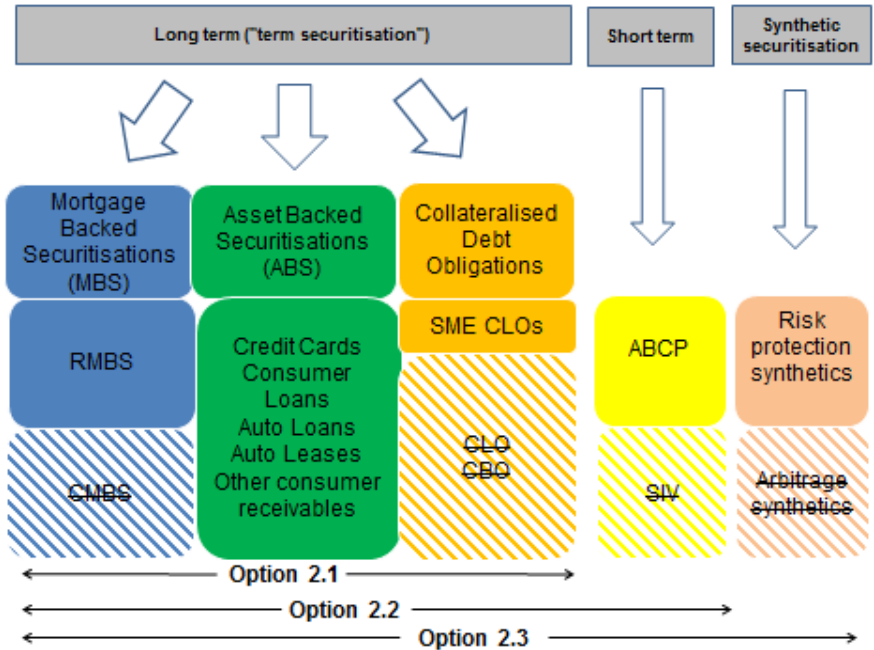 Long term ("term securitisation")
Short term
Synthetic
securitisation
Mortgage
Backed
Securitisations
(MBS)
Asset Backed
Securitisations
(ABS)
Collateralised
Debt
Obligations
RMBS
CMBS
Credit Cards
Consumer
Loans
Auto Loans
Auto Leases
Other consumer
receivables
SME CLOs
CLO
CBO
ABCP
SIV
Risk
protection
synthetics
Arbitrage
synthetics
Option 2.1
Option 2.2
Option 2.3